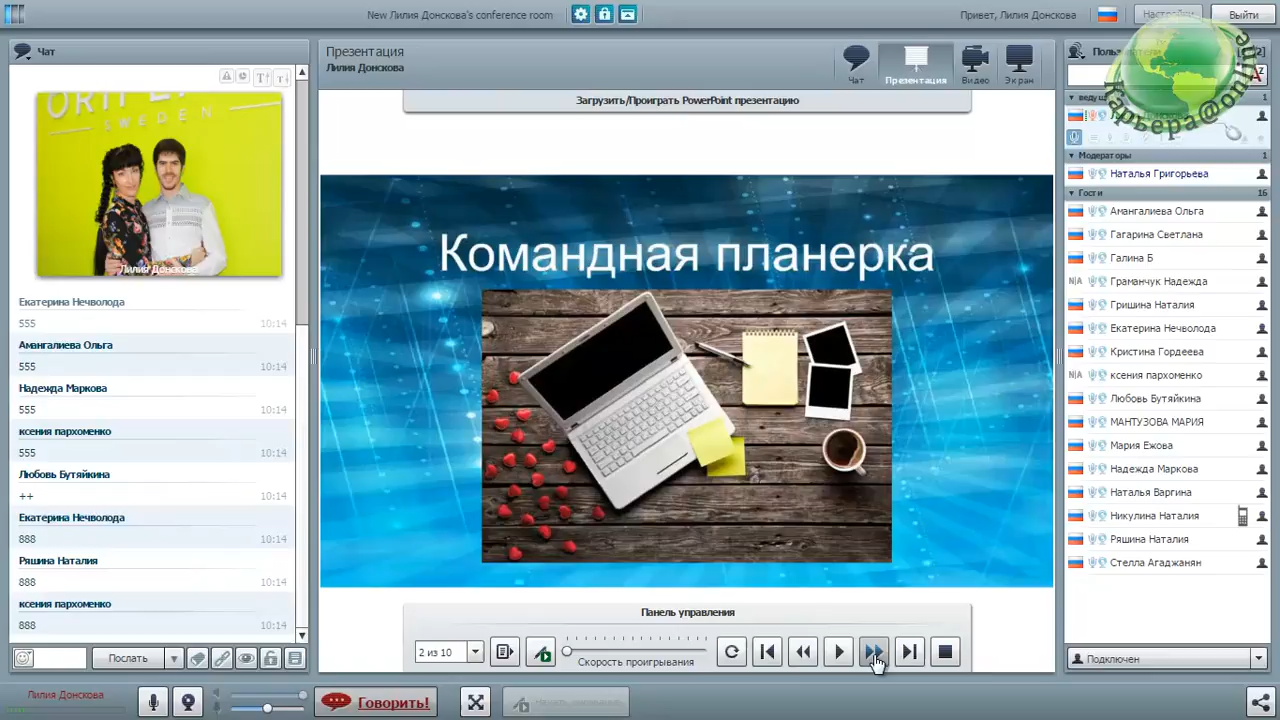 New Лилия Донскова's conference room
Привет, Лилия Донскова
Настройки
Выйти
Чат
ORIFLAME
SWEDEN
Лилия Донскова
Екатерина Нечволода
555 10:14
Амангалиева Ольга
555 10:14
Надежда Маркова
555 10:14
ксения пархоменко
555 10:14
Любовь Бутяйкина
++ 10:14
Екатерина Нечволода
888 10:14
Ряшина Наталия
888 10:14
ксения пархоменко
888 10:14
Послать
Презентация
Лилия Донскова
Чат
Презентация
Видео
Экран
Загрузить/Проиграть PowerPoint презентацию
Командная планерка
Панель управления
2 из 10
Скорость проигрывания
карьера@online
ведущ 1
Модераторы 1
Наталья Григорьева
Гости 16
Амангалиева Ольга
Гагарина Светлана
Галина Б
N/A Граманчук Надежда
Гришина Наталия
Екатерина Нечволода
Кристина Гордеева
N/A ксения пархоменко
Любовь Бутяйкина
МАНТУЗОВА МАРИЯ
Мария Ежова
Надежда Маркова
Наталья Варгина
Никулина Наталия
Ряшина Наталия
Стелла Агаджанян
Подключен
Лилия Донскова
Говорить!